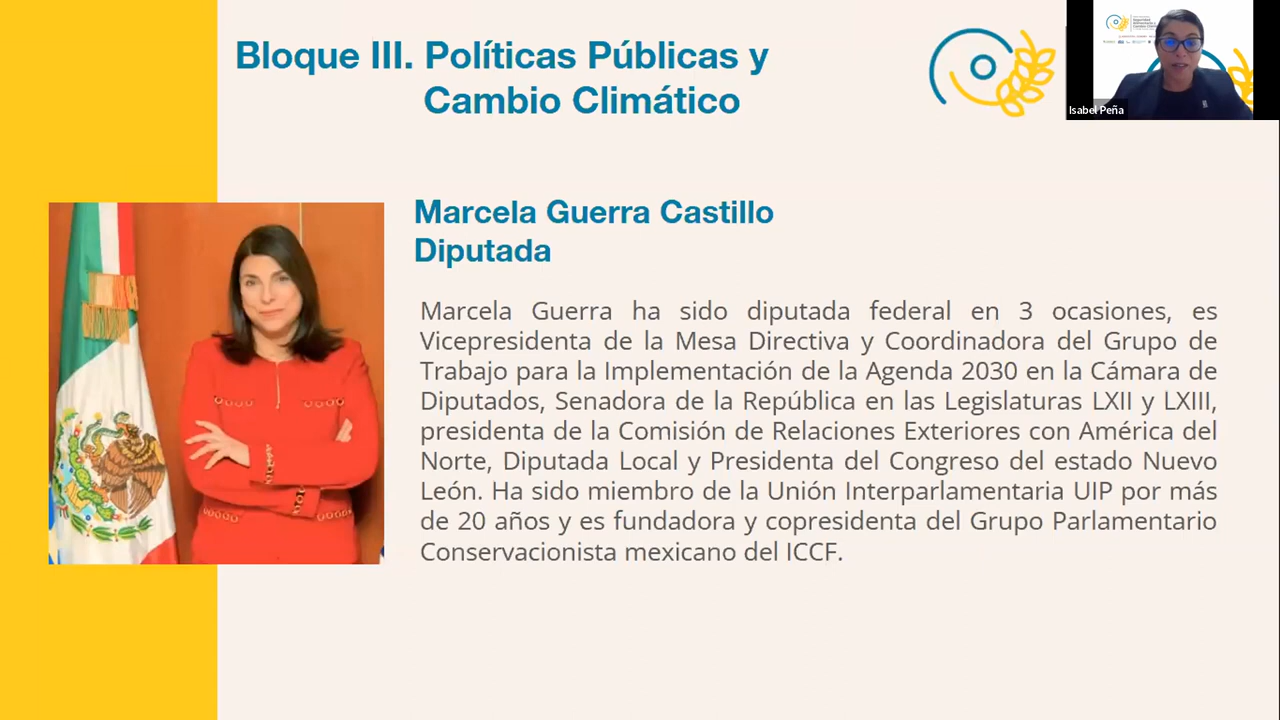 Bloque III. Políticas Públicas y
Cambio Climático
Isabel Peña
Marcela Guerra Castillo
Diputada
Marcela Guerra ha sido diputada federal en 3 ocasiones, es
Vicepresidenta de la Mesa Directiva y Coordinadora del Grupo de
Trabajo para la Implementación de la Agenda 2030 en la Cámara de
Diputados, Senadora de la República en las Legislaturas LXII y LXIII,
presidenta de la Comisión de Relaciones Exteriores con América del
Norte, Diputada Local y Presidenta del Congreso del estado Nuevo
León. Ha sido miembro de la Unión Interparlamentaria UIP por más
de 20 años y es fundadora y copresidenta del Grupo Parlamentario
Conservacionista mexicano del ICCF.